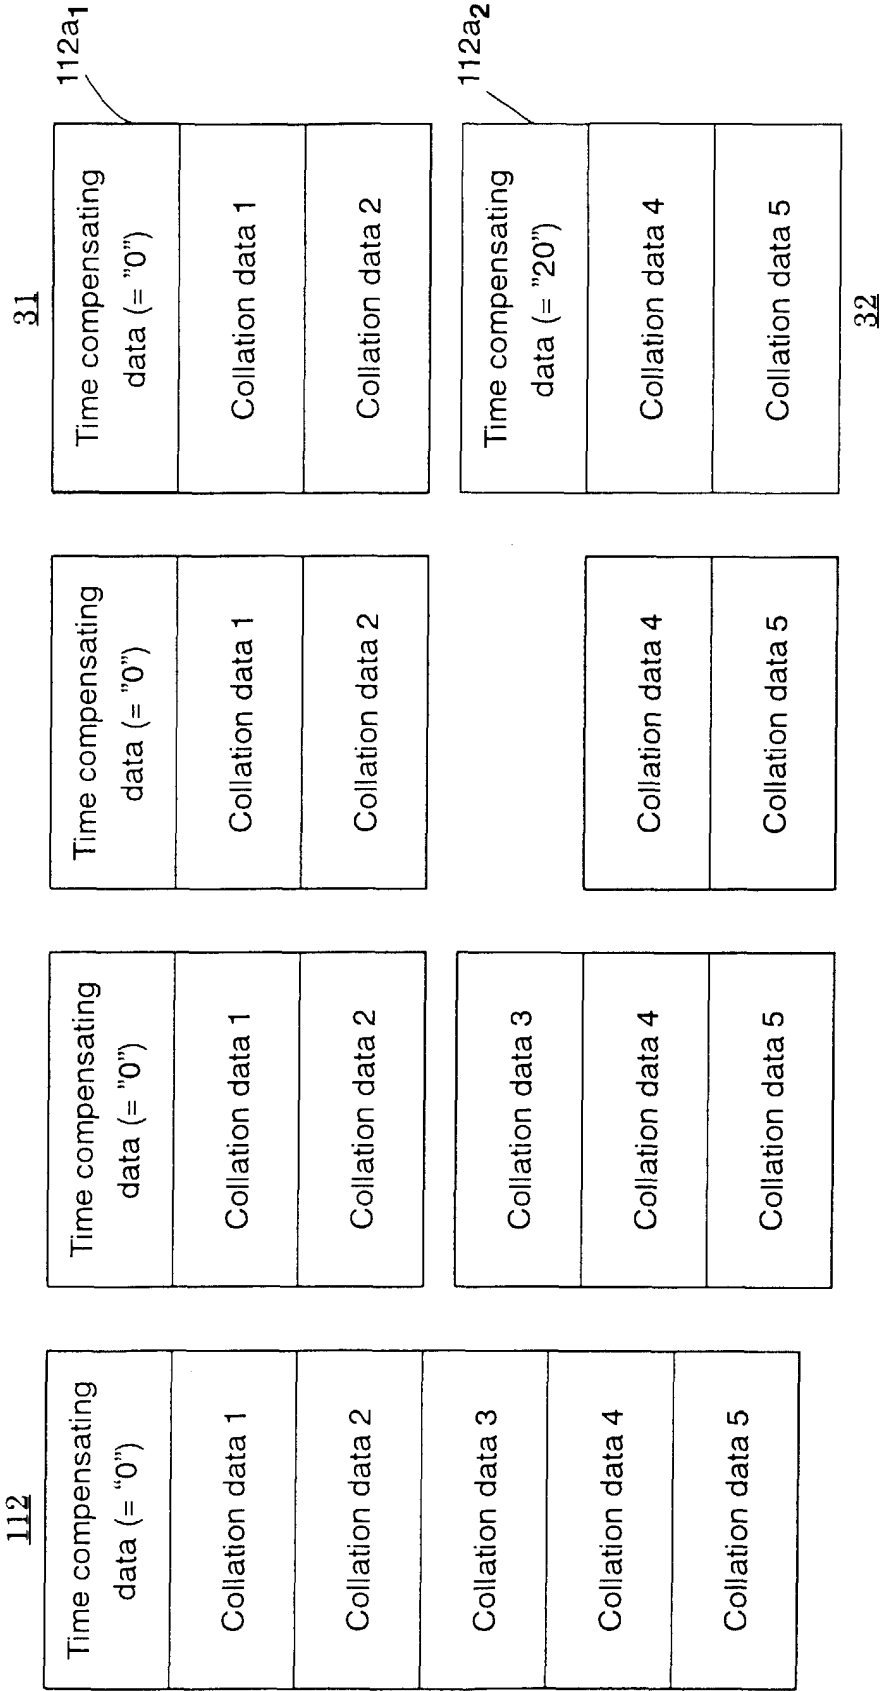 112
Time compensating
data (= “0”)
Collation data 1
Collation data 2
Collation data 3
Collation data 4
Collation data 5
Time compensating
data (= ”0”)
Collation data 1
Collation data 2
Collation data 3
Collation data 4
Collation data 5
Time compensating
data (= ”0”)
Collation data 1
Collation data 2
Collation data 4
Collation data 5
31
112a1
Time compensating
data (= ”0”)
Collation data 1
Collation data 2
112a2
Time compensating
data (= ”20”)
Collation data 4
Collation data 5
32